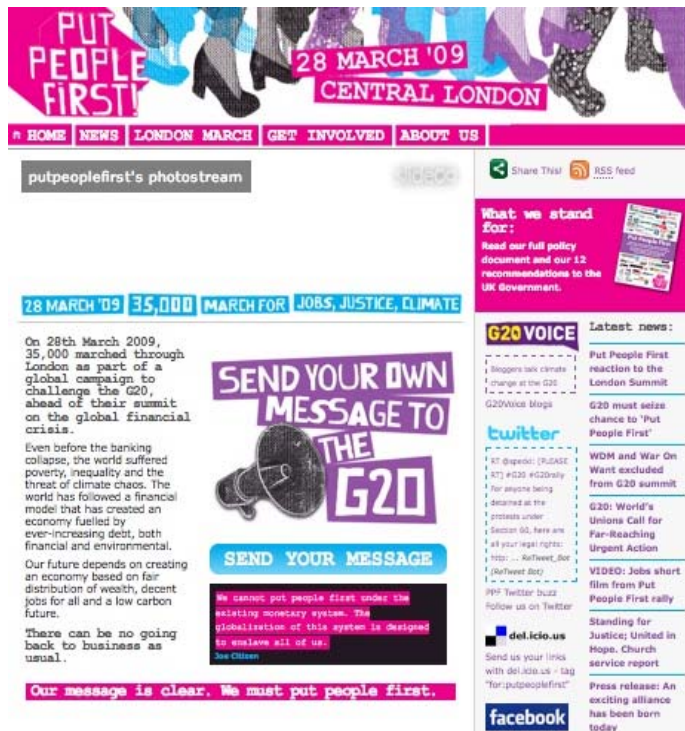 PUT
PEOPLE
FIRST!
28 MARCH '09
CENTRAL LONDON
HOME NEWS LONDON MARCH GET INVOLVED ABOUT US
putpeoplefirst's photostream
videos
28 MARCH '09 35,000 MARCH FOR JOBS, JUSTICE, CLIMATE
On 28th March 2009,
35,000 marched through
London as part of a
global campaign to
challenge the G20,
ahead of their summit
on the global financial
crisis.
Even before the banking
collapse, the world suffered
poverty, inequality and the
threat of climate chaos. The
world has followed a financial
model that has created an
economy fuelled by
ever-increasing debt, both
financial and environmental.
Our future depends on creating
an economy based on fair
distribution of wealth, decent
jobs for all and a low carbon
future.
There can be no going
back to business as
usual.
SEND YOUR OWN
MESSAGE TO
THE
G20
SEND YOUR MESSAGE
We cannot put people first under the
existing monetary system. The
globalization of this system is designed
to enslave all of us.
Joe Citizen
Our message is clear. We must put people first.
Share This! RSS feed
What we stand
for:
Read our full policy
document and our 12
recommendations to the
UK Government.
Put People First
G20 VOICE
Bloggers talk climate
change at the G20
G20Voice blogs
twitter
RT @specol: [PLEASE
RT] #G20 #G20rally
For anyone being
detained at the
protests under
Section 60, here are
all your legal rights:
http: ... ReTweet_Bot
(ReTweet Bot)
PPF Twitter buzz
Follow us on Twitter
del.icio.us
Send us your links
with del.icio.us - tag
"for:putpeoplefirst"
facebook
Latest news:
Put People First
reaction to the
London Summit
G20 must seize
chance to 'Put
People First'
WDM and War On
Want excluded
from G20 summit
G20: World's
Unions Call for
Far-Reaching
Urgent Action
VIDEO: Jobs short
film from Put
People First rally
Standing for
Justice; United in
Hope. Church
service report
Press release: An
exciting alliance
has been born
today